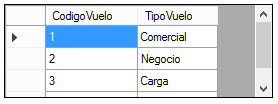 CodigoVuelo TipoVuelo
1 Comercial
2 Negocio
3 Carga